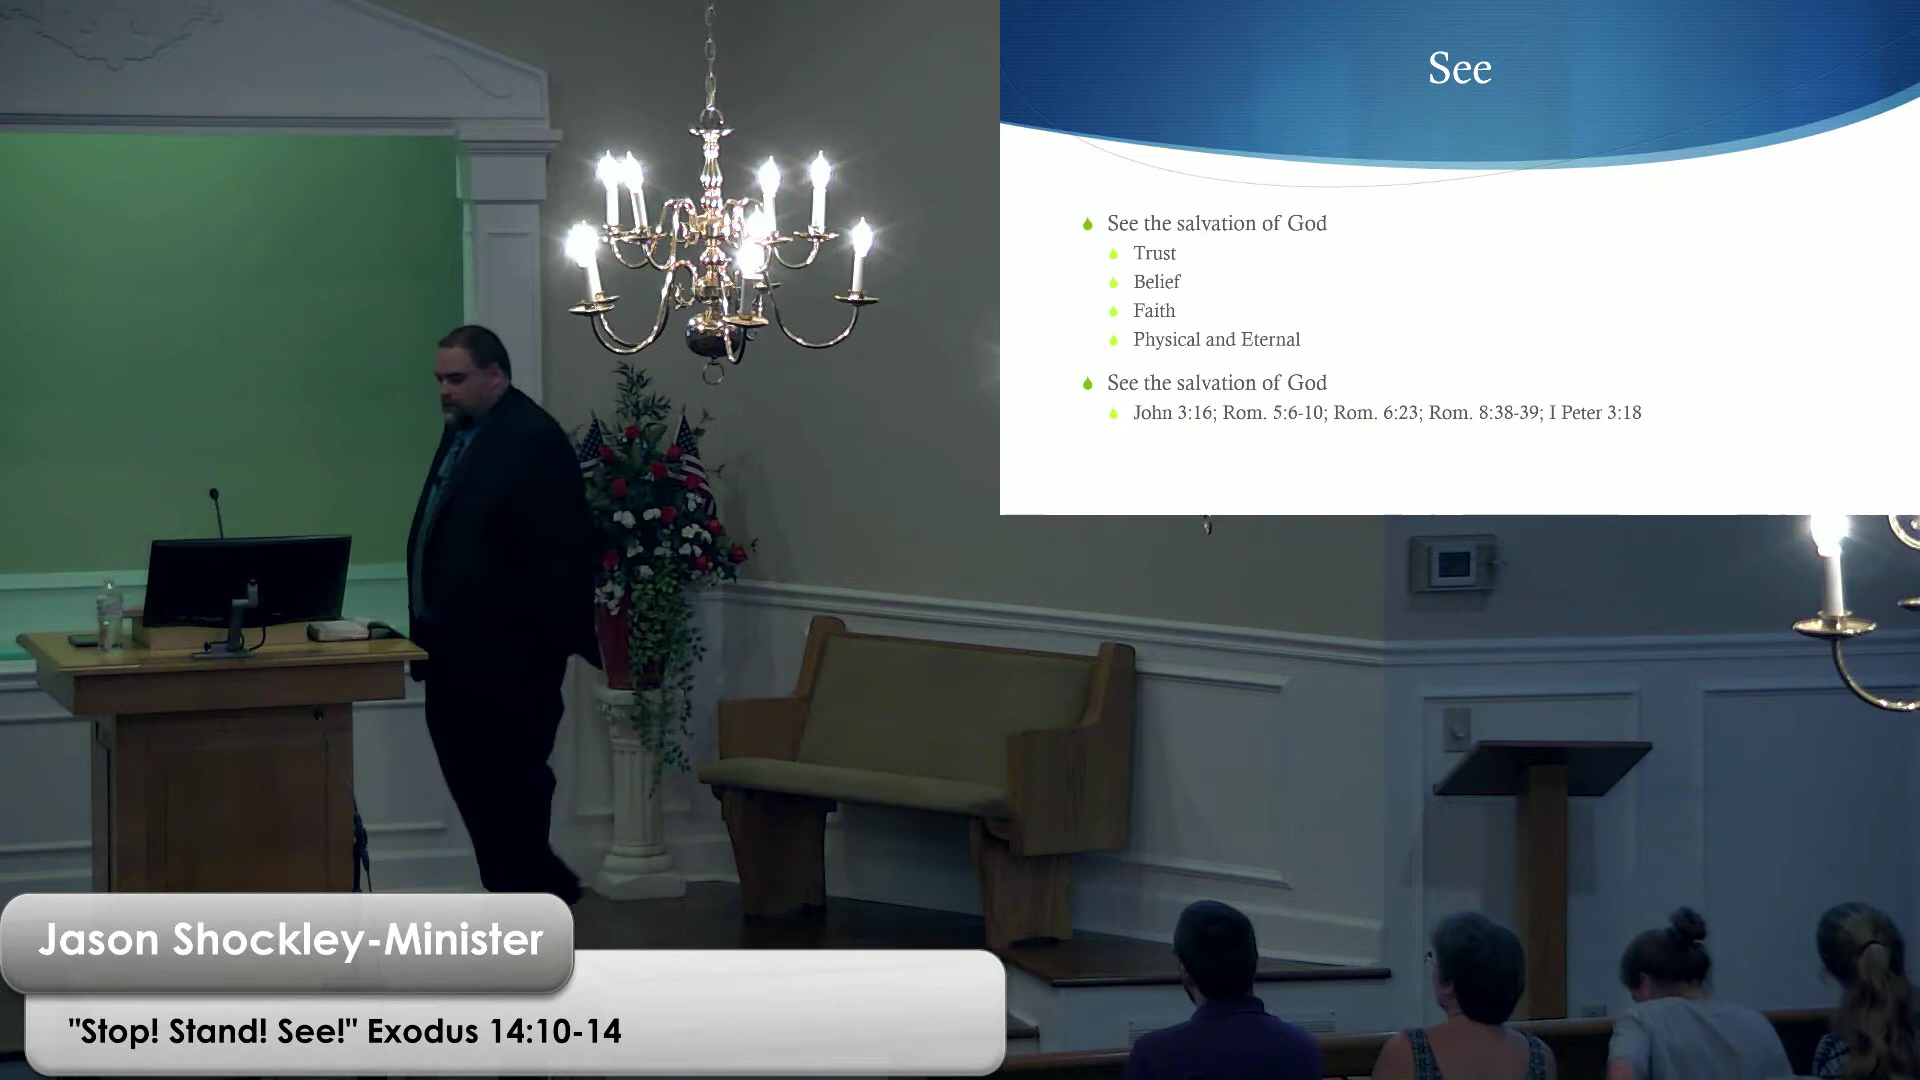 See
See the salvation of God
Trust
Belief
Faith
Physical and Eternal
See the salvation of God
John 3:16; Rom. 5:6-10; Rom. 6:23; Rom. 8:38-39; I Peter 3:18
Jason Shockley-Minister
"Stop! Stand! See!" Exodus 14:10-14